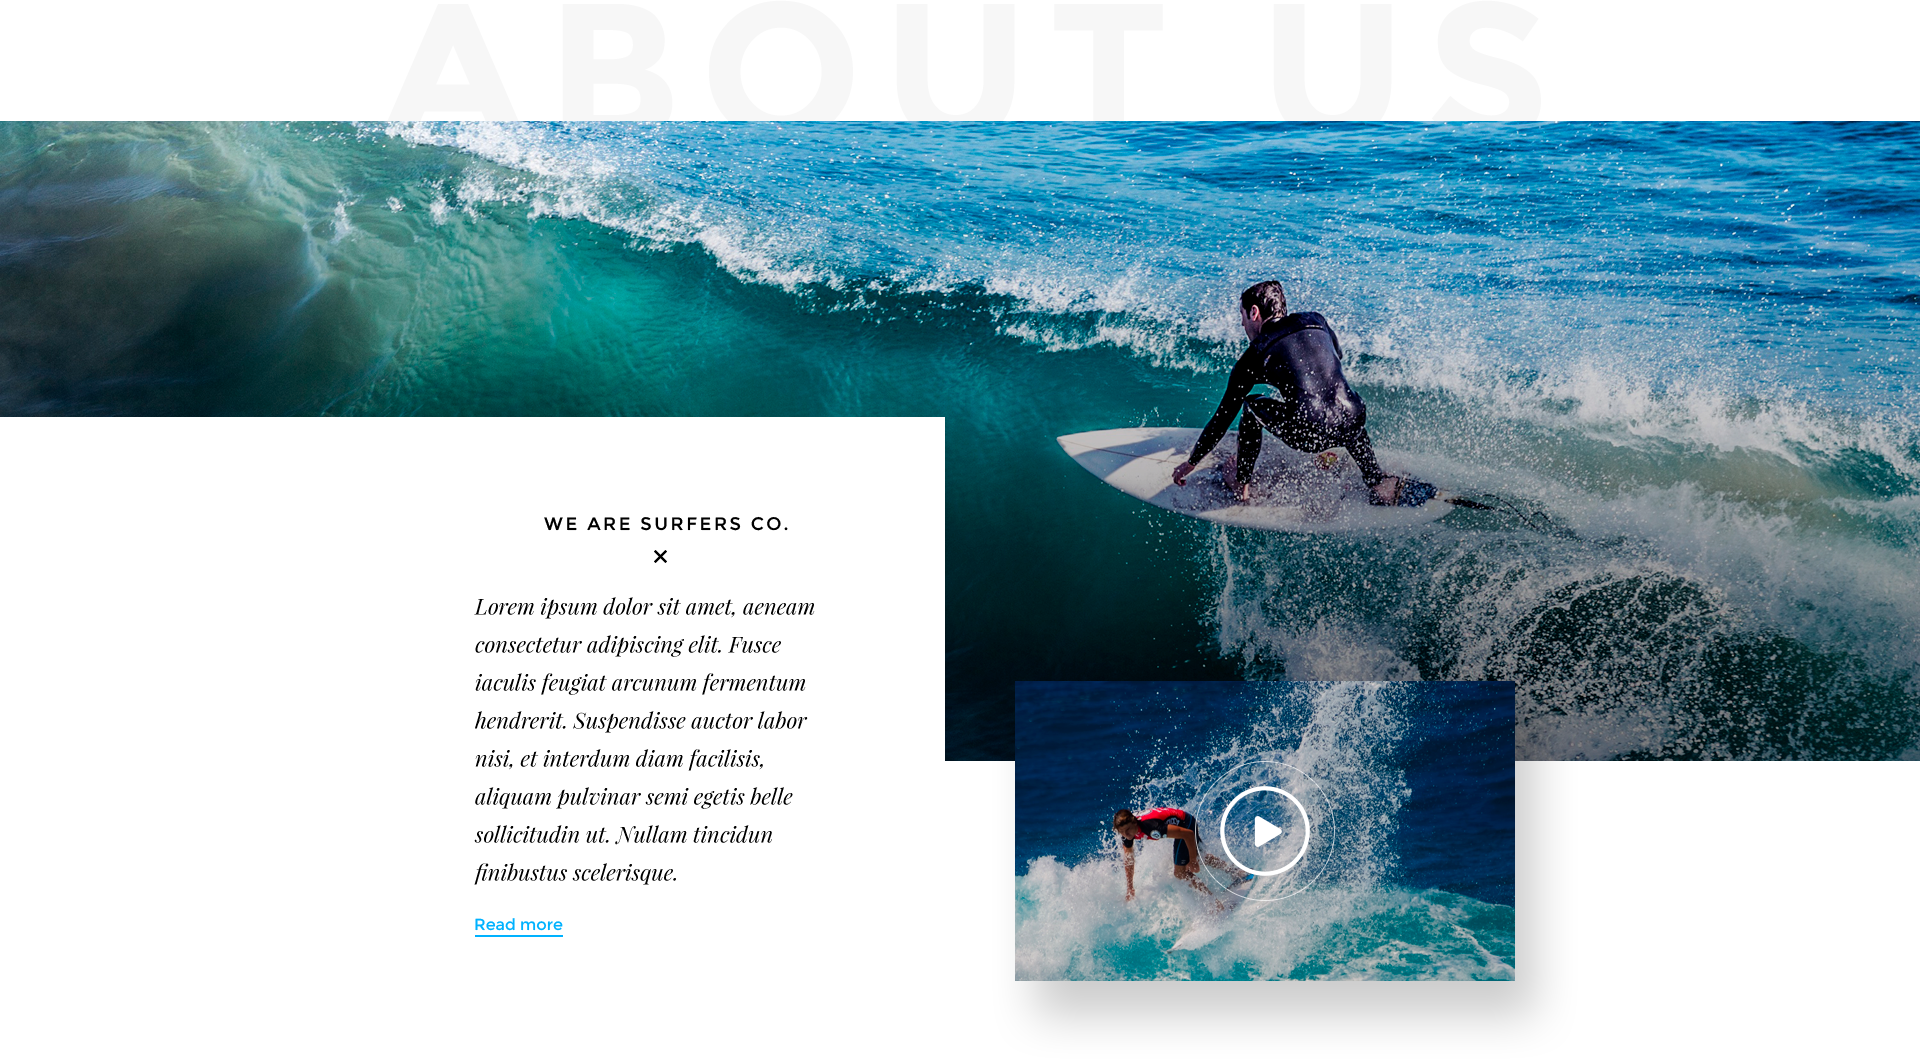 ABOUT US
WE ARE SURFERS CO.
Lorem ipsum dolor sit amet, aeneam
consectetur adipiscing elit. Fusce
iaculis feugiat arcunum fermentum
hendrerit. Suspendisse auctor labor
nisi, et interdum diam facilisis,
aliquam pulvinar semi egetis belle
sollicitudin ut. Nullam tincidun
finibustus scelerisque.
Read more